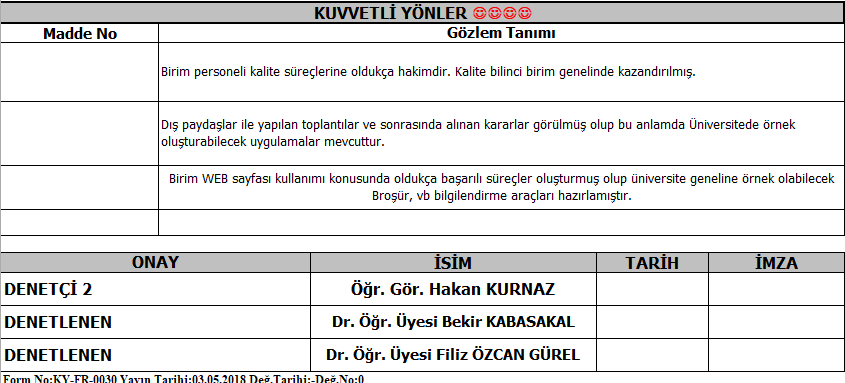 KUVVETLİ YÖNLER ☺☺☺☺
Madde No Gözlem Tanımı
Birim personeli kalite süreçlerine oldukça hakimdir. Kalite bilinci birim genelinde kazandırılmış.
Dış paydaşlar ile yapılan toplantılar ve sonrasında alınan kararlar görülmüş olup bu anlamda Üniversitede örnek
oluşturabilecek uygulamalar mevcuttur.
Birim WEB sayfası kullanımı konusunda oldukça başarılı süreçler oluşturmuş olup üniversite geneline örnek olabilecek
Broşür, vb bilgilendirme araçları hazırlamıştır.
ONAY İSİM TARİH İMZA
DENETÇİ 2 Öğr. Gör. Hakan KURNAZ
DENETLENEN Dr. Öğr. Üyesi Bekir KABASAKAL
DENETLENEN Dr. Öğr. Üyesi Filiz ÖZCAN GÜREL
Form No:KY-FR-0030 Yayın Tarihi:03.05.2018 Değ.Tarihi:-Değ.No:0